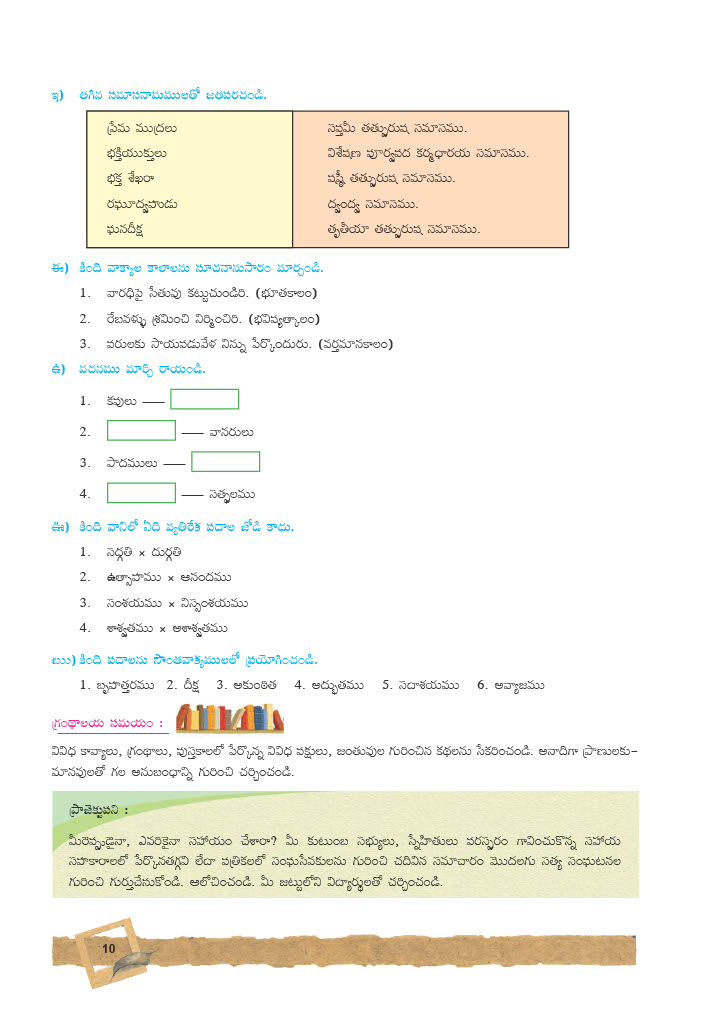 ఇ) తగిన సమాసనామములతో జతపరచండి.
ప్రేమ ముద్రలు సప్తమీ తత్పురుష సమాసము.
భక్తియుక్తులు విశేషణ పూర్వపద కర్మధారయ సమాసము.
భక్త శేఖరా షష్ఠీ తత్పురుష సమాసము.
రఘూద్వహుండు ద్వంద్వ సమాసము.
ఘనదీక్ష తృతీయా తత్పురుష సమాసము.
ఈ) కింది వాక్యాల కాలాలను సూచనానుసారం మార్చండి.
1. వారధిపై సేతువు కట్టుచుండిరి. (భూతకాలం)
2. రేబవళ్ళు శ్రమించి నిర్మించిరి. (భవిష్యత్కాలం)
3. పరులకు సాయపడువేళ నిన్ను పేర్కొందురు. (వర్తమానకాలం)
ఉ) వచనము మార్చి రాయండి.
1. కవులు ——
2. —— వానరులు
3. పాదములు ——
4. —— సత్ఫలము
ఊ) కింది వానిలో ఏది వ్యతిరేక పదాల జోడి కాదు.
1. సద్గతి × దుర్గతి
2. ఉత్సాహము × ఆనందము
3. సంశయము × నిస్సంశయము
4. శాశ్వతము × అశాశ్వతము
ఋ) కింది పదాలను సొంతవాక్యములలో ప్రయోగించండి.
1. బృహత్తరము 2. దీక్ష 3. అకుంఠిత 4. అద్భుతము 5. సదాశయము 6. అవ్యాజము
గ్రంథాలయ సమయం :
వివిధ కావ్యాలు, గ్రంథాలు, పుస్తకాలలో పేర్కొన్న వివిధ పక్షులు, జంతువుల గురించిన కథలను సేకరించండి. అనాదిగా ప్రాణులకు–
మానవులతో గల అనుబంధాన్ని గురించి చర్చించండి.
ప్రాజెక్టుపని :
మీరెప్పుడైనా, ఎవరికైనా సహాయం చేశారా? మీ కుటుంబ సభ్యులు, స్నేహితులు పరస్పరం గావించుకొన్న సహాయ
సహకారాలలో పేర్కొనతగ్గవి లేదా పత్రికలలో సంఘసేవకులను గురించి చదివిన సమాచారం మొదలగు సత్య సంఘటనల
గురించి గుర్తుచేసుకోండి. ఆలోచించండి. మీ జట్టులోని విద్యార్థులతో చర్చించండి.
10